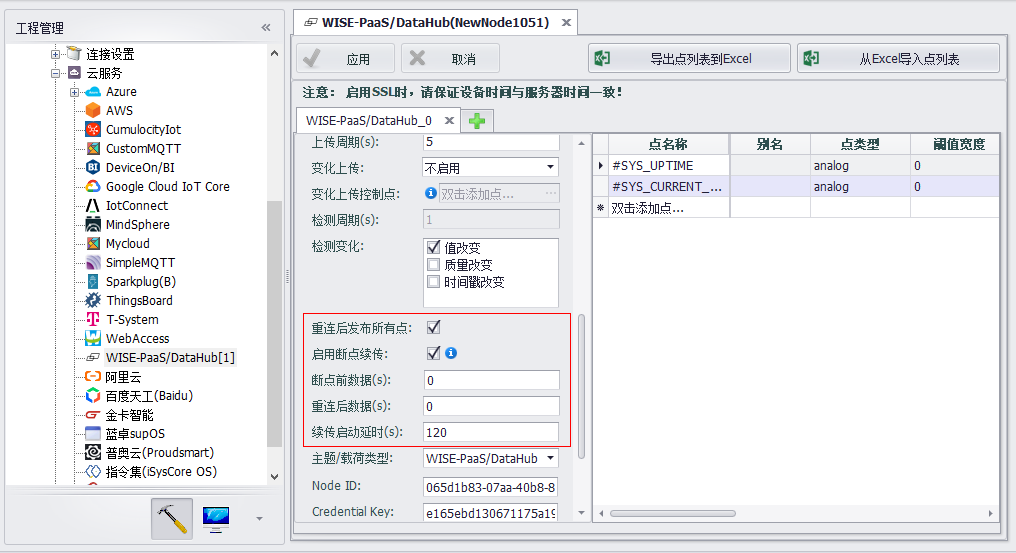 工程管理
连接设置
云服务
Azure
AWS
CumulocityIot
CustomMQTT
DeviceOn/BI
Google Cloud IoT Core
IotConnect
MindSphere
Mycloud
SimpleMQTT
Sparkplug(B)
ThingsBoard
T-System
WebAccess
WISE-PaaS/DataHub[1]
阿里云
百度天工(Baidu)
金卡智能
蓝卓supOS
普奥云(Proudsmart)
指令集(iSysCore OS)
WISE-PaaS/DataHub(NewNode1051)
应用 取消 导出点列表到Excel 从Excel导入点列表
注意： 启用SSL时，请保证设备时间与服务器时间一致！
WISE-PaaS/DataHub_0
上传周期(s): 5
变化上传: 不启用
变化上传控制点: 双击添加点...
检测周期(s): 1
检测变化: 值改变
质量改变
时间戳改变
重连后发布所有点:
启用断点续传:
断点前数据(s): 0
重连后数据(s): 0
续传启动延时(s): 120
主题/载荷类型: WISE-PaaS/DataHub
Node ID: 065d1b83-07aa-40b8-8
Credential Key: e165ebd130671175a19
点名称 别名 点类型 阈值宽度
#SYS_UPTIME analog 0
#SYS_CURRENT_... analog 0
双击添加点...